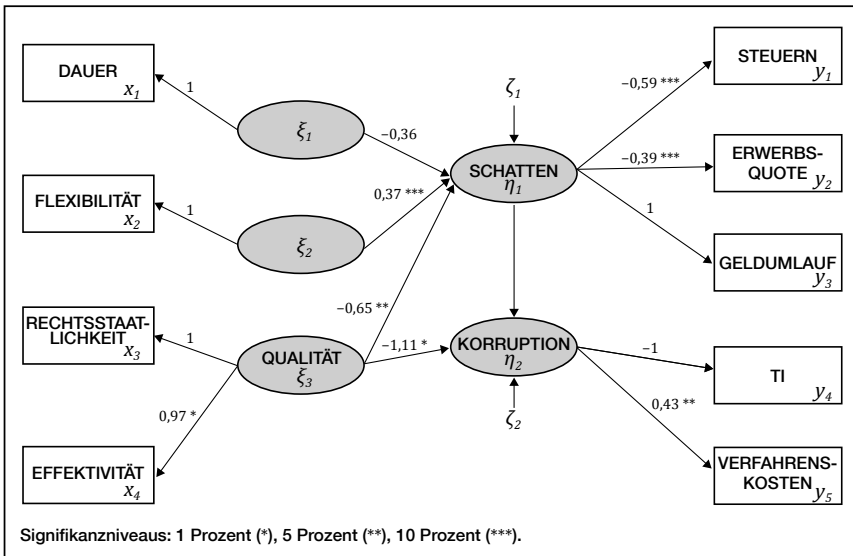 DAUER
x₁
1
ξ₁
−0,36
ζ₁
SCHATTEN
η₁
−0,59 ***
STEUERN
y₁
−0,39 ***
ERWERBS-
QUOTE y₂
FLEXIBILITÄT
x₂
1
ξ₂
0,37 ***
1
GELDUMLAUF
y₃
RECHTSSTAAT-
LICHKEIT
x₃
1
QUALITÄT
ξ₃
−0,65 **
−1,11 *
KORRUPTION
η₂
ζ₂
−1
TI
y₄
0,97 *
0,43 **
EFFEKTIVITÄT
x₄
VERFAHRENS-
KOSTEN y₅
Signifikanzniveaus: 1 Prozent (*), 5 Prozent (**), 10 Prozent (***).